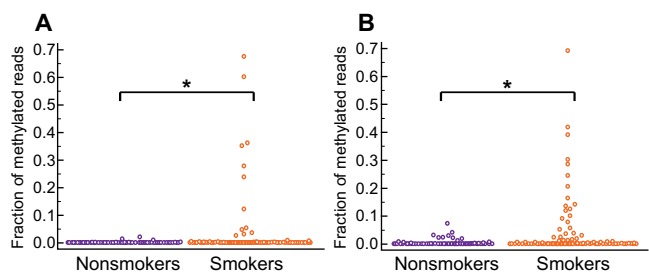 A
Fraction of methylated reads
0.7
0.6
0.5
0.4
0.3
0.2
0.1
0.0
*
Nonsmokers
Smokers
B
Fraction of methylated reads
0.7
0.6
0.5
0.4
0.3
0.2
0.1
0.0
*
Nonsmokers
Smokers